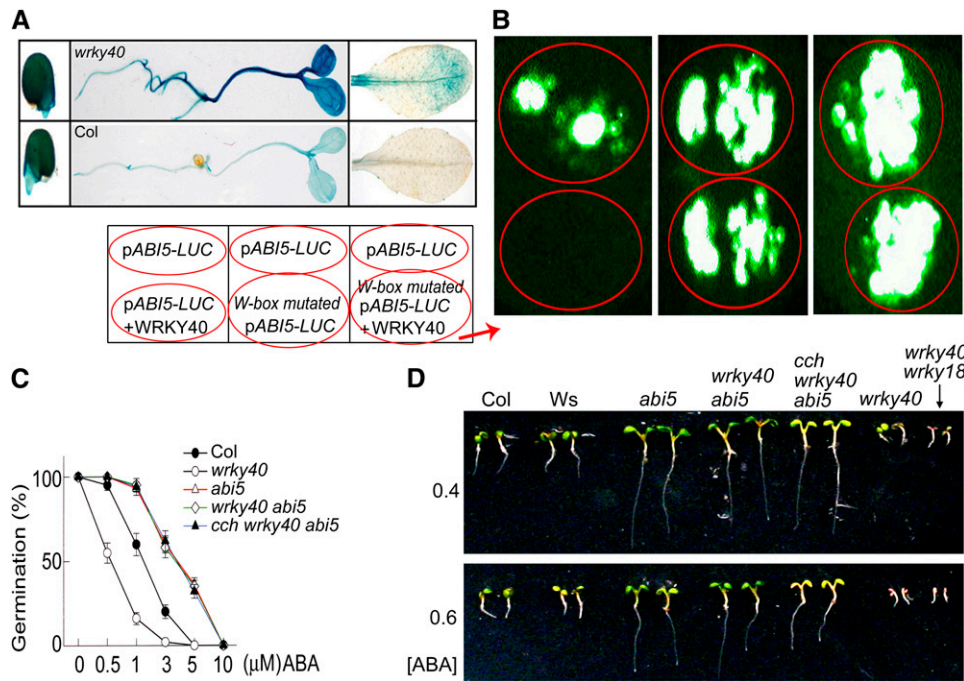 A
wrky40
Col
pABI5-LUC
pABI5-LUC
pABI5-LUC
pABI5-LUC
+WRKY40
W-box mutated
pABI5-LUC
W-box mutated
pABI5-LUC
+WRKY40
B
C
Germination (%)
100
50
0
0 0.5 1 3 5 10 (μM)ABA
Col
wrky40
abi5
wrky40 abi5
cch wrky40 abi5
D
Col
Ws
abi5
wrky40
abi5
cch
wrky40
abi5
wrky40
wrky40
wrky18
0.4
0.6
[ABA]